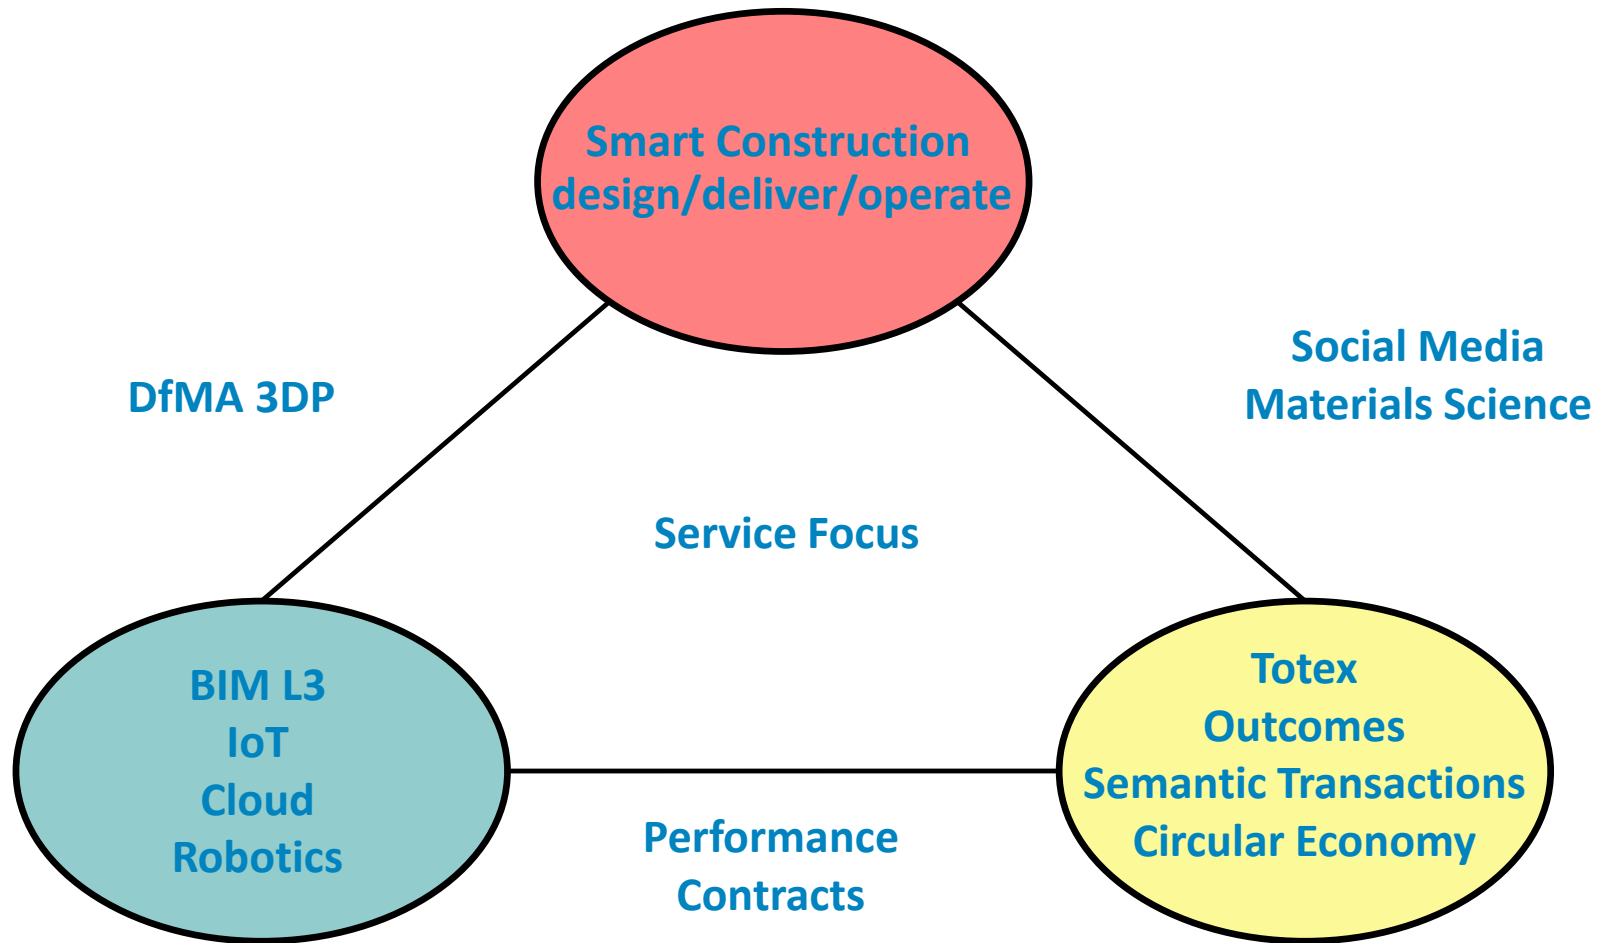 Smart Construction
design/deliver/operate
Social Media
Materials Science
DfMA 3DP
Service Focus
BIM L3
IoT
Cloud
Robotics
Totex
Outcomes
Semantic Transactions
Circular Economy
Performance
Contracts